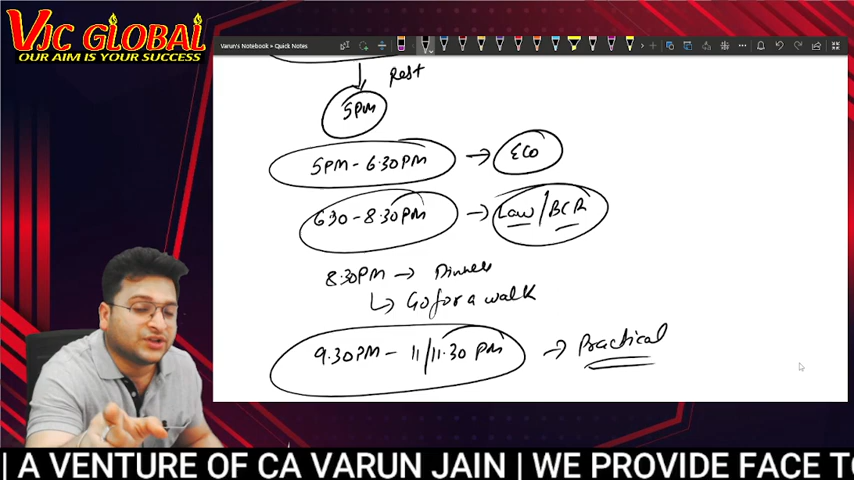 VJC GLOBAL
OUR AIM IS YOUR SUCCESS
Varun's Notebook » Quick Notes
Rest
5PM
5PM - 6:30PM → ECO
6:30 - 8:30PM → Law/BCR
8:30PM → Dinner
Go for a walk
9.30PM - 11/11:30 PM → Practical
| A VENTURE OF CA VARUN JAIN | WE PROVIDE FACE TO